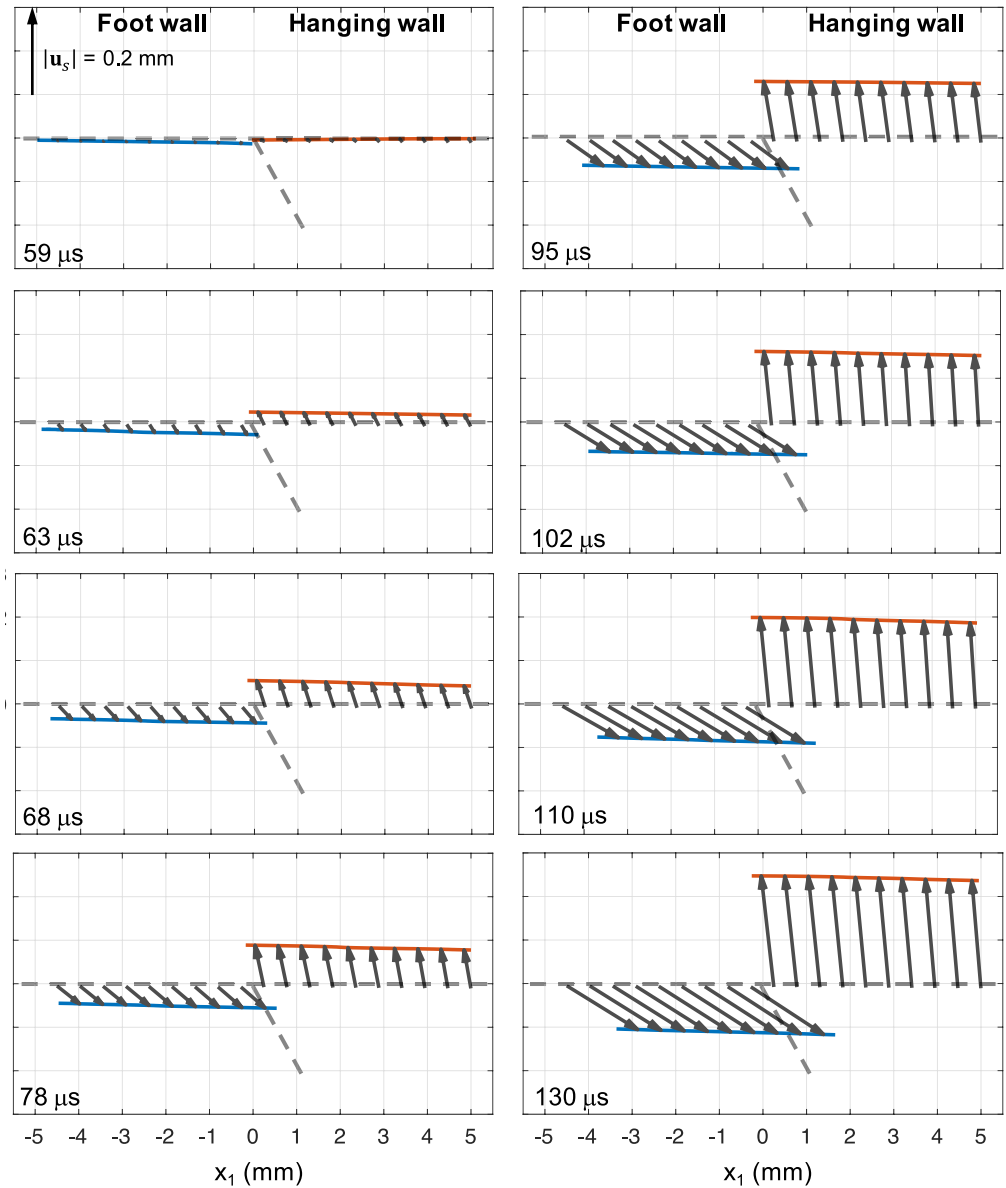 Foot wall Hanging wall
|u_s| = 0.2 mm
59 μs
63 μs
68 μs
78 μs
-5 -4 -3 -2 -1 0 1 2 3 4 5
x_1 (mm)
Foot wall Hanging wall
95 μs
102 μs
110 μs
130 μs
-5 -4 -3 -2 -1 0 1 2 3 4 5
x_1 (mm)